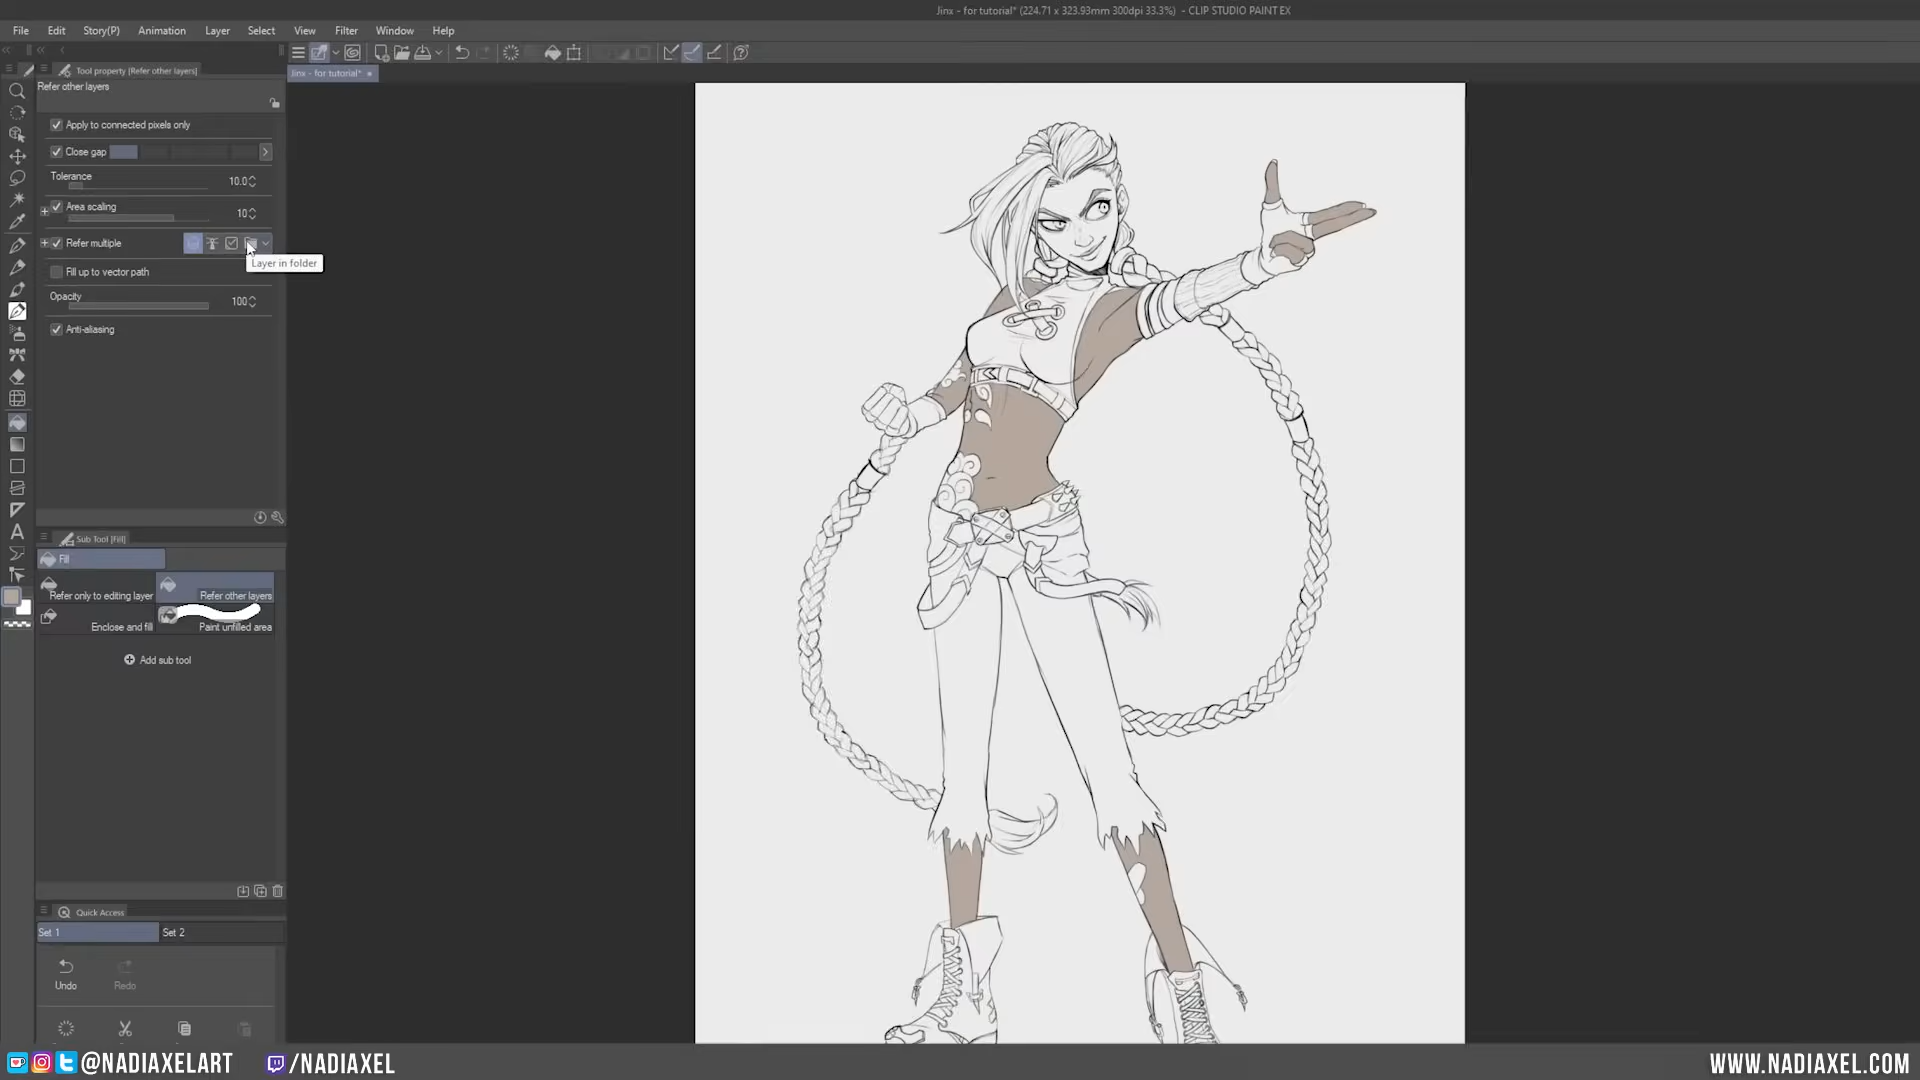 Jinx - for tutorial* (224.71 x 323.93mm 300dpi 33.3%) - CLIP STUDIO PAINT EX
File Edit Story(P) Animation Layer Select View Filter Window Help
Tool property [Refer other layers]
Jinx - for tutorial*
Refer other layers
Apply to connected pixels only
Close gap
Tolerance 10.0
Area scaling 10
Refer multiple
Layer in folder
Fill up to vector path
Opacity 100
Anti-aliasing
Sub Tool [Fill]
Fill
Refer only to editing layer Refer other layers
Enclose and fill Paint unfilled area
Add sub tool
Quick Access
Set 1 Set 2
Undo Redo
@NADIAXELART /NADIAXEL WWW.NADIAXEL.COM